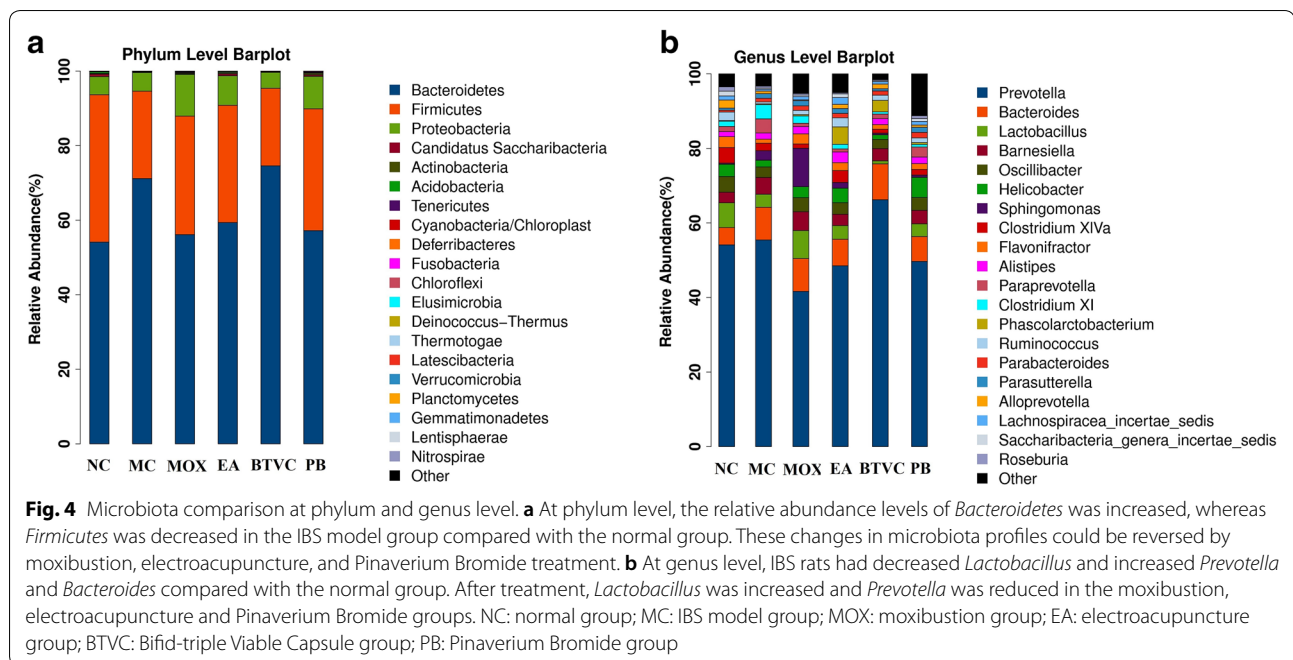 a
Phylum Level Barplot
Relative Abundance(%)
100
80
60
40
20
0
NC MC MOX EA BTVC PB
Bacteroidetes
Firmicutes
Proteobacteria
Candidatus Saccharibacteria
Actinobacteria
Acidobacteria
Tenericutes
Cyanobacteria/Chloroplast
Deferribacteres
Fusobacteria
Chloroflexi
Elusimicrobia
Deinococcus−Thermus
Thermotogae
Latescibacteria
Verrucomicrobia
Planctomycetes
Gemmatimonadetes
Lentisphaerae
Nitrospirae
Other
b
Genus Level Barplot
Relative Abundance(%)
100
80
60
40
20
0
NC MC MOX EA BTVC PB
Prevotella
Bacteroides
Lactobacillus
Barnesiella
Oscillibacter
Helicobacter
Sphingomonas
Clostridium XIVa
Flavonifractor
Alistipes
Paraprevotella
Clostridium XI
Phascolarctobacterium
Ruminococcus
Parabacteroides
Parasutterella
Alloprevotella
Lachnospiracea_incertae_sedis
Saccharibacteria_genera_incertae_sedis
Roseburia
Other
Fig. 4 Microbiota comparison at phylum and genus level. a At phylum level, the relative abundance levels of Bacteroidetes was increased, whereas
Firmicutes was decreased in the IBS model group compared with the normal group. These changes in microbiota profiles could be reversed by
moxibustion, electroacupuncture, and Pinaverium Bromide treatment. b At genus level, IBS rats had decreased Lactobacillus and increased Prevotella
and Bacteroides compared with the normal group. After treatment, Lactobacillus was increased and Prevotella was reduced in the moxibustion,
electroacupuncture and Pinaverium Bromide groups. NC: normal group; MC: IBS model group; MOX: moxibustion group; EA: electroacupuncture
group; BTVC: Bifid-triple Viable Capsule group; PB: Pinaverium Bromide group